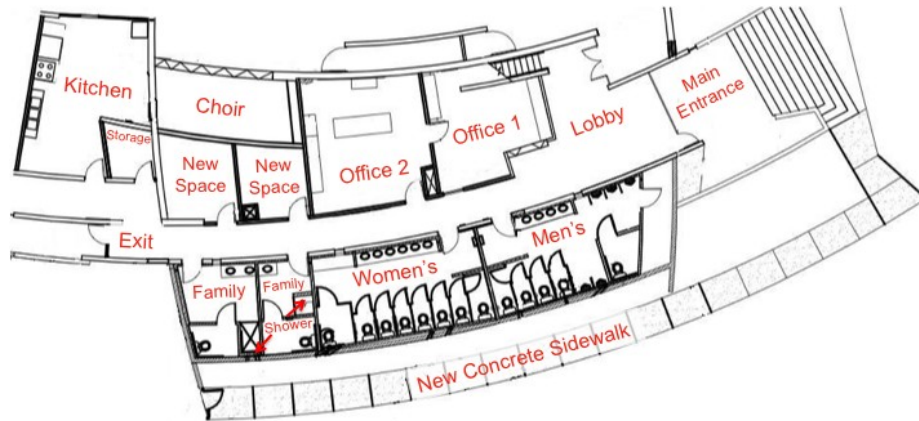 Kitchen
Storage
Choir
New
Space
New
Space
Office 2
Office 1
Lobby
Main
Entrance
Exit
Family
Family
Shower
Women's
Men's
New Concrete Sidewalk